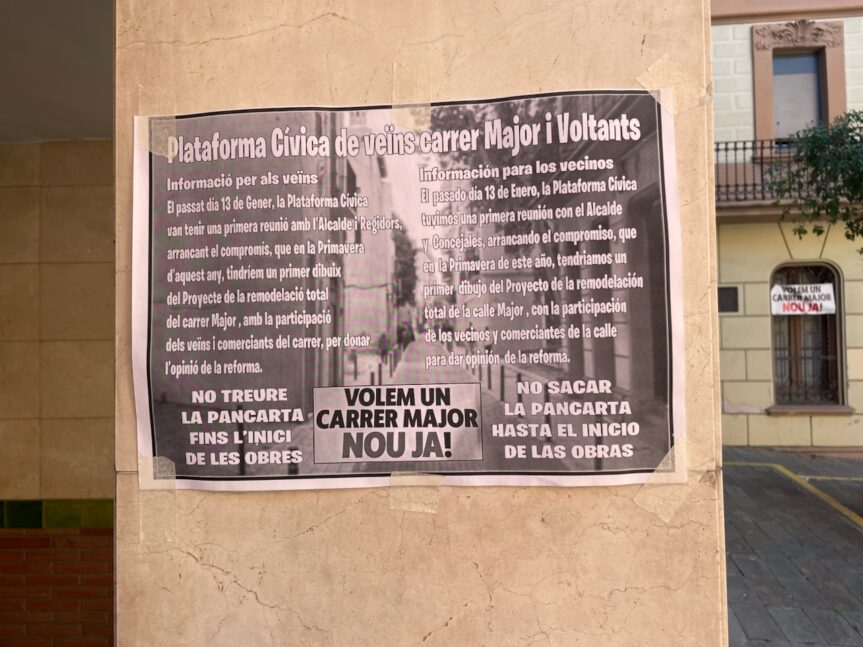 Plataforma Cívica de veïns carrer Major i Voltants
Informació per als veïns
El passat día 13 de Gener, la Plataforma Cívica
van tenir una primera reunió amb l'Alcalde i Regidors,
arrancant el compromís, que en la Primavera
d'aquest any, tindríem un primer dibuix
del Proyecte de la remodelació total
del carrer Major , amb la participació
dels veïns i comerciants del carrer, per donar
l'opinió de la reforma.
Información para los vecinos
El pasado día 13 de Enero, la Plataforma Cívica
tuvimos una primera reunión con el Alcalde
y Concejales, arrancando el compromiso, que
en la Primavera de este año, tendriamos un
primer dibujo del Proyecto de la remodelación
total de la calle Major , con la participación
de los vecinos y comerciantes de la calle
para dar opinión de la reforma.
NO TREURE
LA PANCARTA
FINS L'INICI
DE LES OBRES
VOLEM UN
CARRER MAJOR
NOU JA!
NO SACAR
LA PANCARTA
HASTA EL INICIO
DE LAS OBRAS
VOLEM UN
CARRER MAJOR
NOU JA!